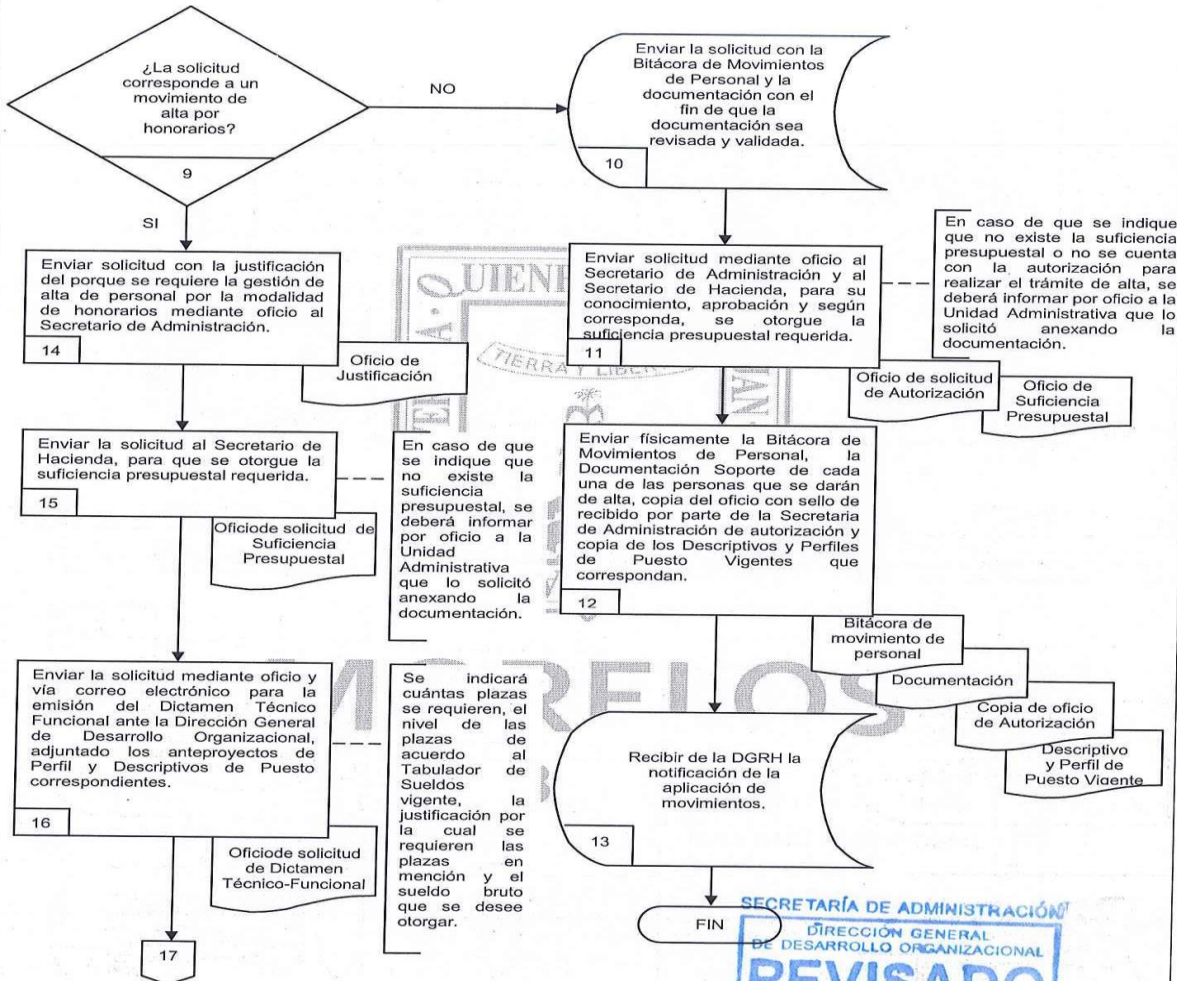 ¿La solicitud
corresponde a un
movimiento de
alta por
honorarios?
9
NO
SI
Enviar la solicitud con la
Bitácora de Movimientos
de Personal y la
documentación con el
fin de que la
documentación sea
revisada y validada.
10
Enviar solicitud con la justificación
del porque se requiere la gestión de
alta de personal por la modalidad
de honorarios mediante oficio al
Secretario de Administración.
14
Oficio de
Justificación
Enviar solicitud mediante oficio al
Secretario de Administración y al
Secretario de Hacienda, para su
conocimiento, aprobación y según
corresponda, se otorgue la
suficiencia presupuestal requerida.
11
En caso de que se indique
que no existe la suficiencia
presupuestal o no se cuenta
con la autorización para
realizar el trámite de alta, se
deberá informar por oficio a la
Unidad Administrativa que lo
solicitó anexando la
documentación.
Oficio de solicitud
de Autorización
Oficio de
Suficiencia
Presupuestal
Enviar la solicitud al Secretario de
Hacienda, para que se otorgue la
suficiencia presupuestal requerida.
15
Oficiode solicitud de
Suficiencia
Presupuestal
En caso de que
se indique que
no existe la
suficiencia
presupuestal, se
deberá informar
por oficio a la
Unidad
Administrativa
que lo solicitó
anexando la
documentación.
Enviar físicamente la Bitácora de
Movimientos de Personal, la
Documentación Soporte de cada
una de las personas que se darán
de alta, copia del oficio con sello de
recibido por parte de la Secretaria
de Administración de autorización y
copia de los Descriptivos y Perfiles
de Puesto Vigentes que
correspondan.
12
Bitácora de
movimiento de
personal
Documentación
Copia de oficio
de Autorización
Descriptivo
y Perfil de
Puesto Vigente
Enviar la solicitud mediante oficio y
vía correo electrónico para la
emisión del Dictamen Técnico
Funcional ante la Dirección General
de Desarrollo Organizacional,
adjuntado los anteproyectos de
Perfil y Descriptivos de Puesto
correspondientes.
16
Oficiode solicitud
de Dictamen
Técnico-Funcional
Se indicará
cuántas plazas
se requieren, el
nivel de las
plazas de
acuerdo al
Tabulador de
Sueldos
vigente, la
justificación por
la cual se
requieren las
plazas en
mención y el
sueldo bruto
que se desee
otorgar.
Recibir de la DGRH la
notificación de la
aplicación de
movimientos.
13
FIN
17
TIERRA Y
MORELOS
SECRETARÍA DE ADMINISTRACIÓN
DIRECCIÓN GENERAL
DE DESARROLLO ORGANIZACIONAL
REVISADO